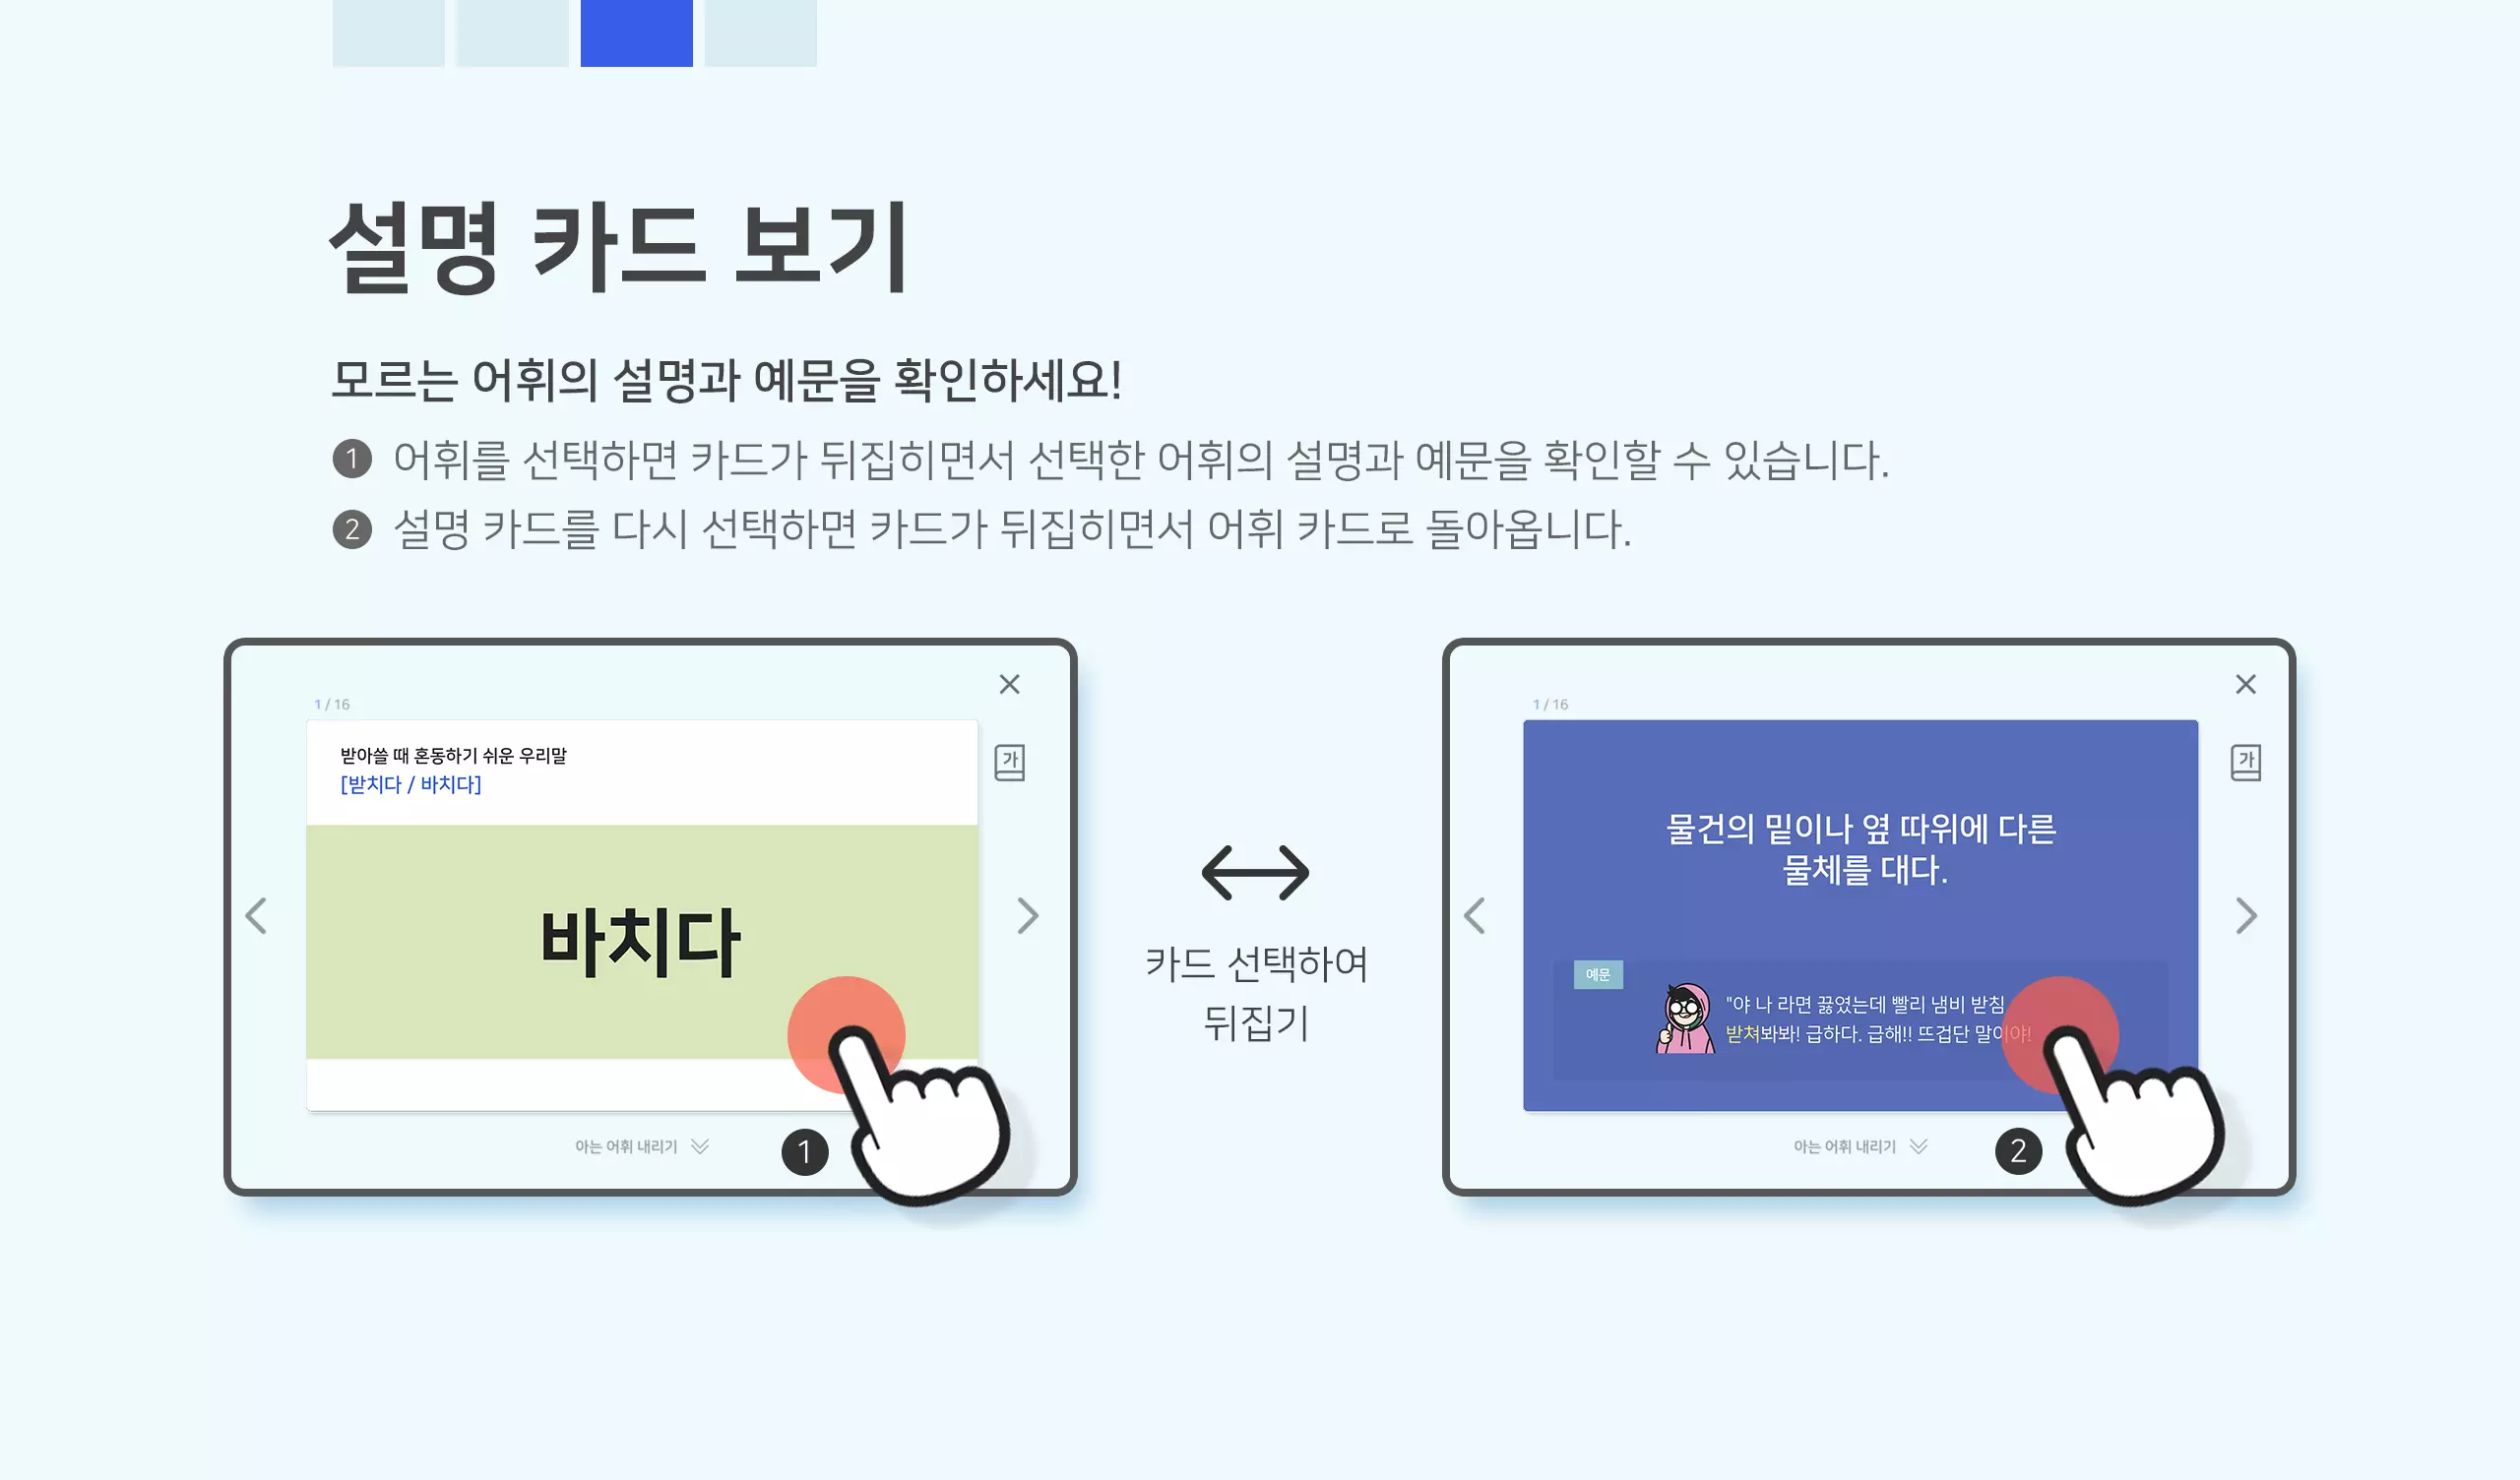 설명 카드 보기
모르는 어휘의 설명과 예문을 확인하세요!
1 어휘를 선택하면 카드가 뒤집히면서 선택한 어휘의 설명과 예문을 확인할 수 있습니다.
2 설명 카드를 다시 선택하면 카드가 뒤집히면서 어휘 카드로 돌아옵니다.
1 / 16
가
받아쓸 때 혼동하기 쉬운 우리말
[받치다 / 바치다]
바치다
아는 어휘 내리기
1
카드 선택하여
뒤집기
1 / 16
가
물건의 밑이나 옆 따위에 다른
물체를 대다.
예문
"야 나 라면 끓였는데 빨리 냄비 받침
받쳐봐봐! 급하다. 급해!! 뜨겁단 말이야!
아는 어휘 내리기
2